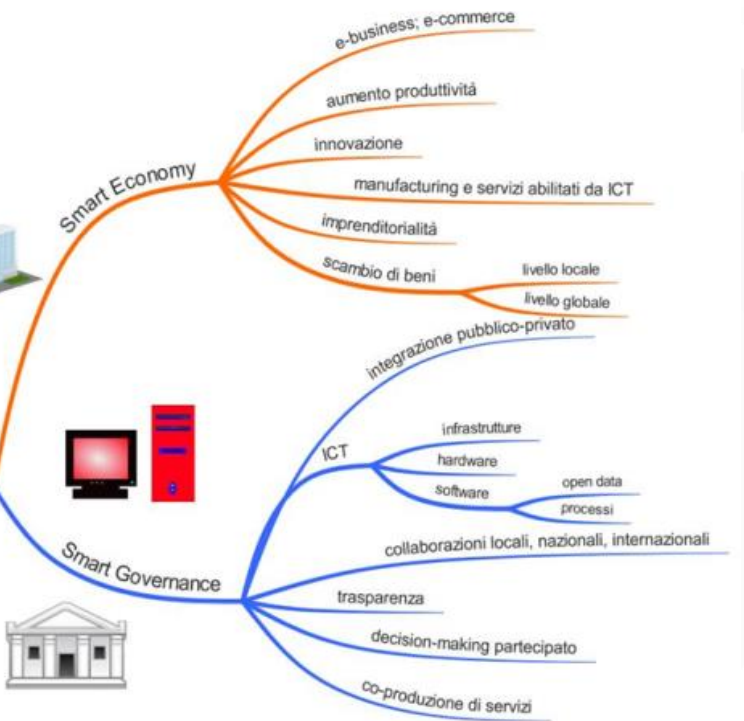 Smart Economy
e-business; e-commerce
aumento produttività
innovazione
manufacturing e servizi abilitati da ICT
imprenditorialità
scambio di beni
livello locale
livello globale
Smart Governance
integrazione pubblico-privato
ICT
infrastrutture
hardware
software
open data
processi
collaborazioni locali, nazionali, internazionali
trasparenza
decision-making partecipato
co-produzione di servizi